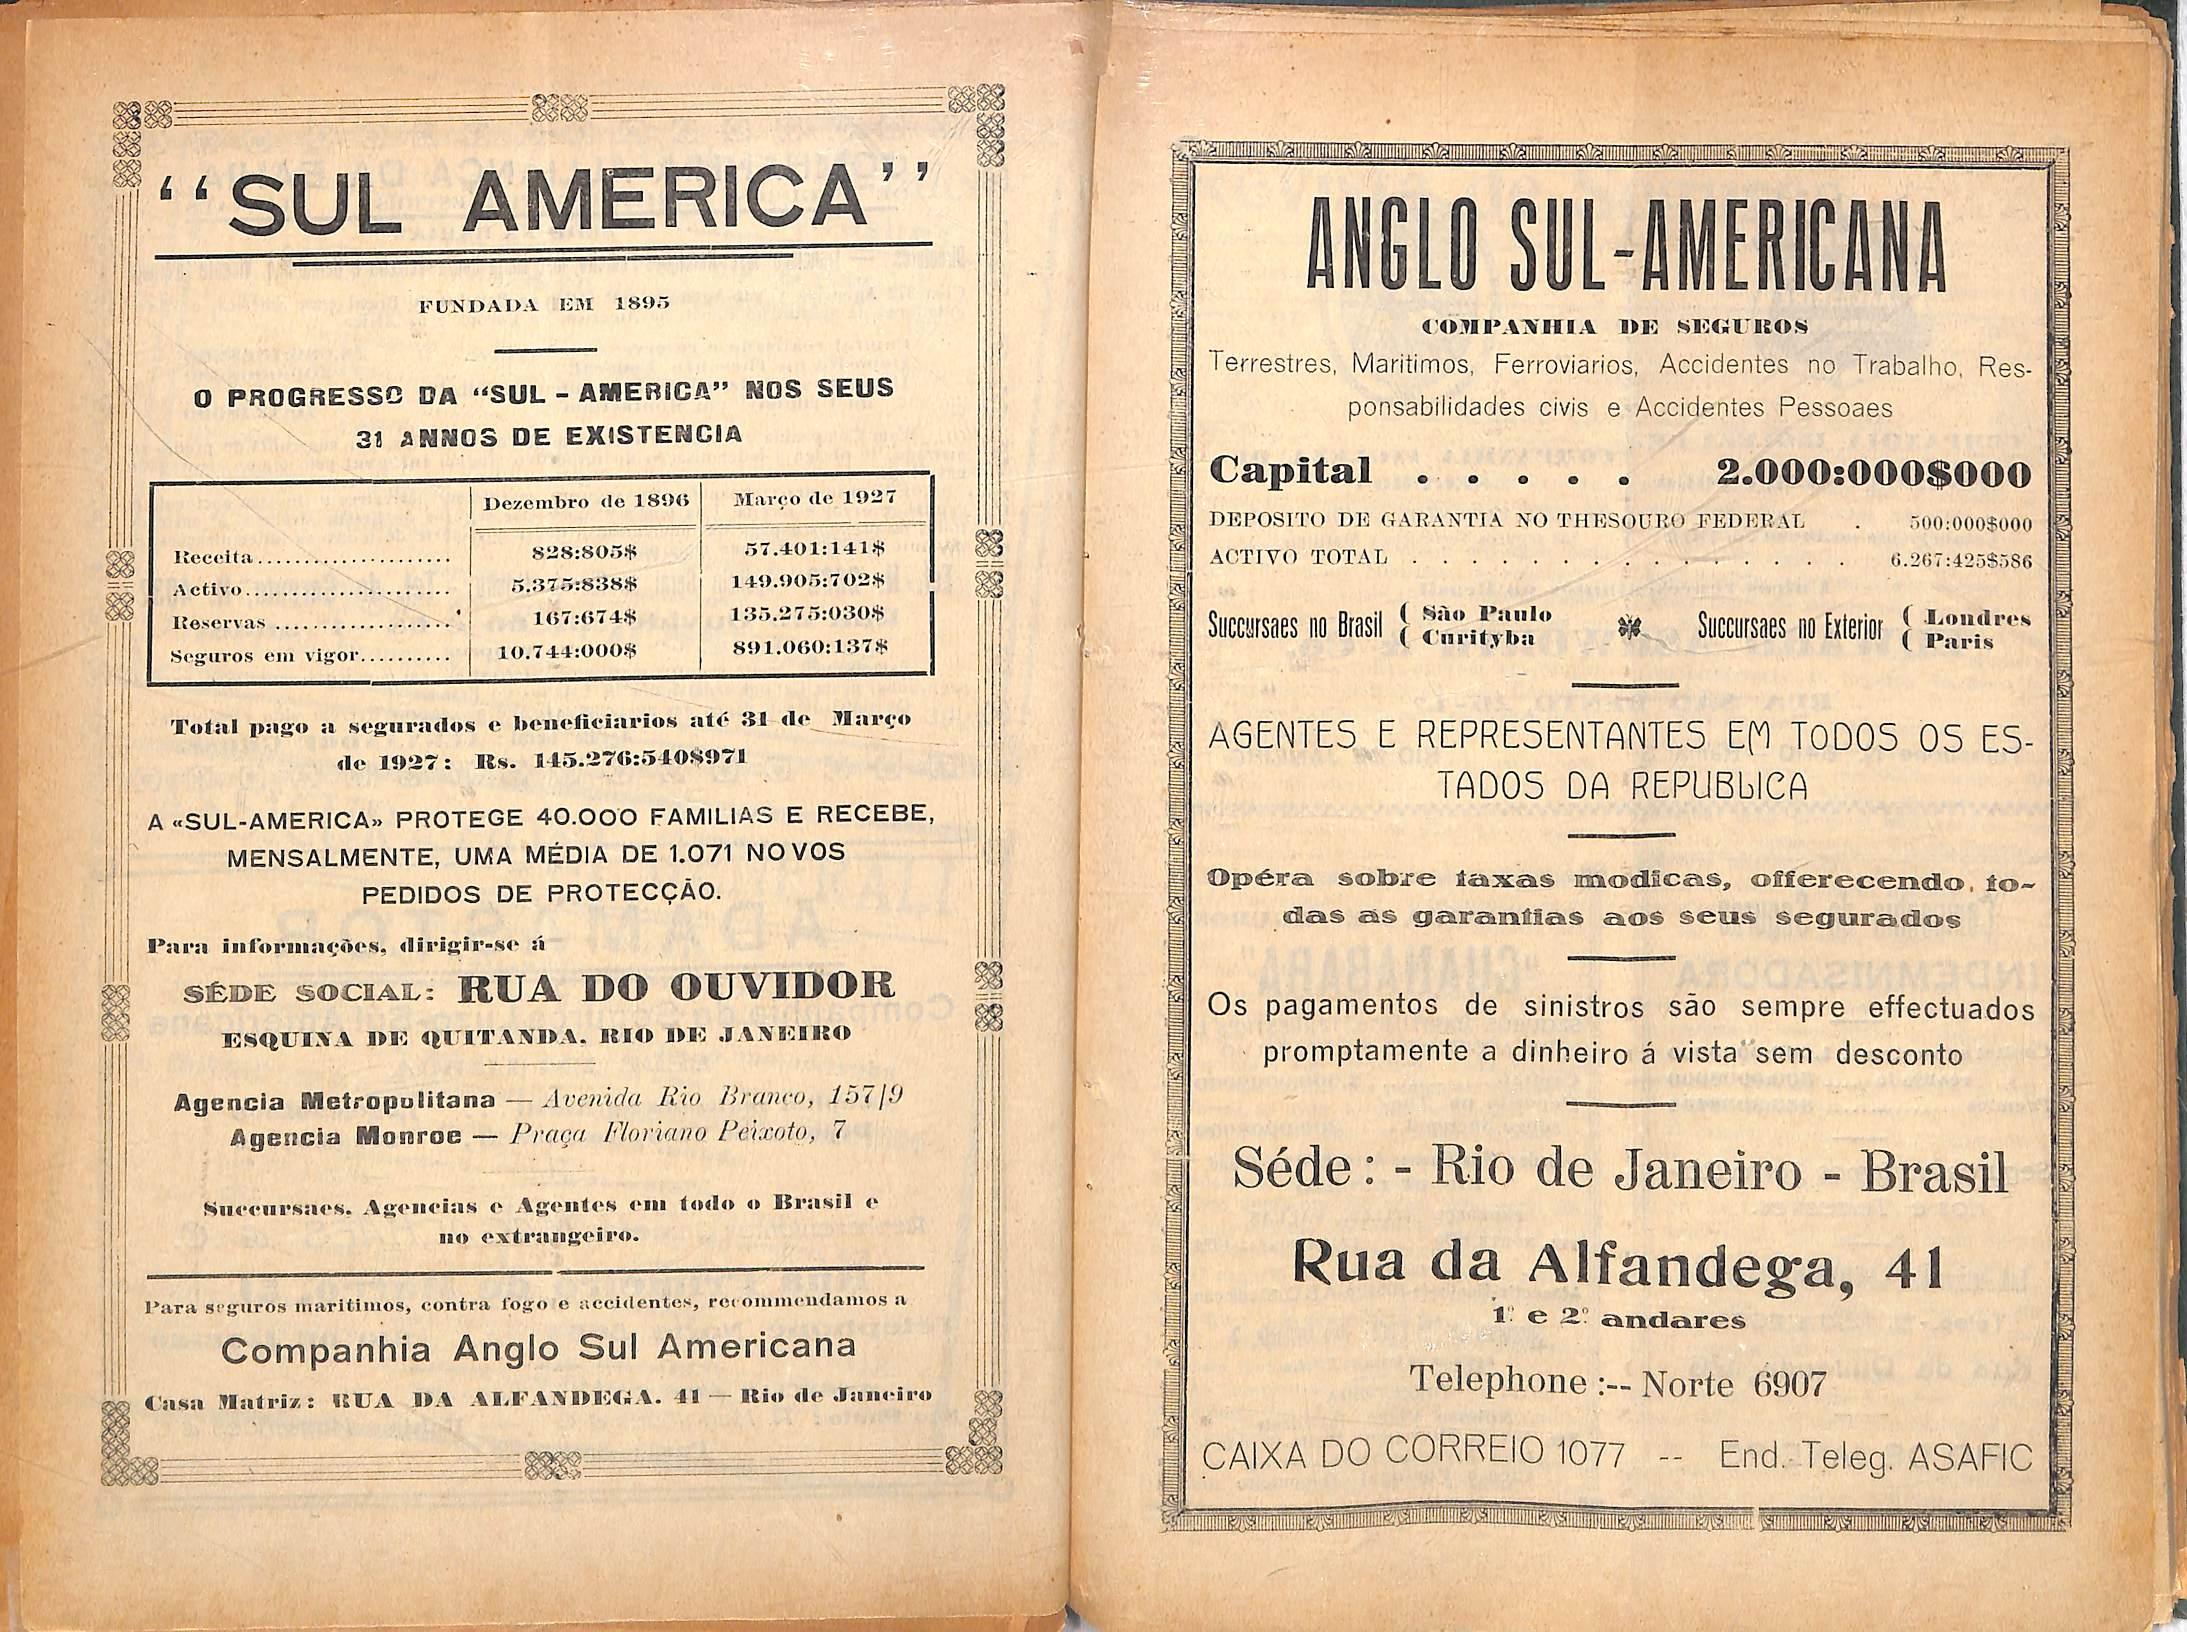 “SUL AMERICA”
FUNDADA EM 1895
O PROGRESSO DA “SUL - AMERICA” NOS SEUS
31 ANNOS DE EXISTENCIA
Dezembro de 1896 Março de 1927
Receita.................... 828:805$ 57.401:141$
Activo...................... 5.375:838$ 149.905:702$
Reservas ................... 167:674$ 135.275:030$
Seguros em vigor.......... 10.744:000$ 891.060:137$
Total pago a segurados e beneficiarios até 31 de Março
de 1927: Rs. 145.276:540$971
A «SUL-AMERICA» PROTEGE 40.000 FAMILIAS E RECEBE,
MENSALMENTE, UMA MÉDIA DE 1.071 NOVOS
PEDIDOS DE PROTECÇÃO.
Para informações, dirigir-se á
SÉDE SOCIAL: RUA DO OUVIDOR
ESQUINA DE QUITANDA. RIO DE JANEIRO
Agencia Metropolitana — Avenida Rio Branco, 157/9
Agencia Monroe — Praça Floriano Peixoto, 7
Succursaes. Agencias e Agentes em todo o Brasil e
no extrangeiro.
Para seguros maritimos, contra fogo e accidentes, recommendamos a
Companhia Anglo Sul Americana
Casa Matriz: RUA DA ALFANDEGA. 41 — Rio de Janeiro
ANGLO SUL-AMERICANA
COMPANHIA DE SEGUROS
Terrestres, Maritimos, Ferroviarios, Accidentes no Trabalho, Res-
ponsabilidades civis e Accidentes Pessoaes
Capital . . . . . 2.000:000$000
DEPOSITO DE GARANTIA NO THESOURO FEDERAL . 500:000$000
ACTIVO TOTAL . . . . . . . . . . . . . . . 6.267:425$586
Succursaes no Brasil ( São Paulo Succursaes no Exterior ( Londres
( Curityba ( Paris
AGENTES E REPRESENTANTES EM TODOS OS ES-
TADOS DA REPUBLICA
Opéra sobre taxas modicas, offerecendo, to-
das as garantias aos seus segurados
Os pagamentos de sinistros são sempre effectuados
promptamente a dinheiro á vista sem desconto
Séde : - Rio de Janeiro - Brasil
Rua da Alfandega, 41
1º e 2º andares
Telephone :-- Norte 6907
CAIXA DO CORREIO 1077 -- End. Teleg. ASAFIC